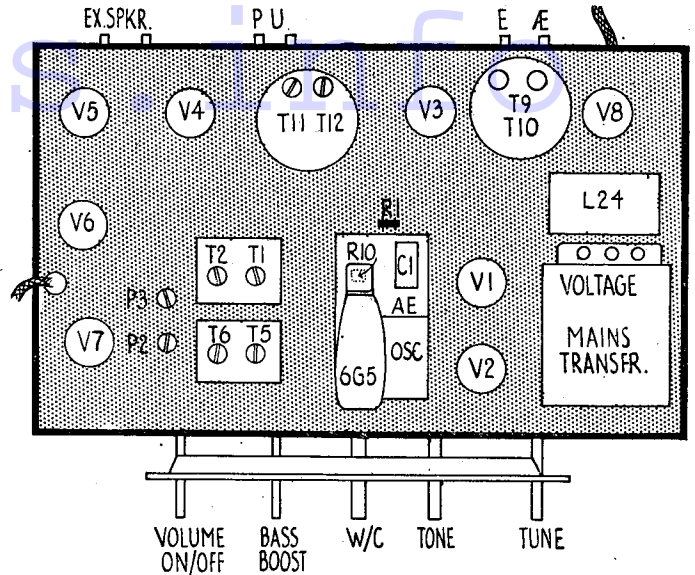 EX.SPKR. P U. E Æ
s.info
V5 V4 T11 T12 V3 T9 T10 V8
L24
V6
R1
T2 T1
R10
C1
V1
VOLTAGE
P3
AE
V7
P2
T6 T5
6G5
OSC
V2
MAINS
TRANSFR.
VOLUME
ON/OFF
BASS
BOOST
W/C
TONE
TUNE